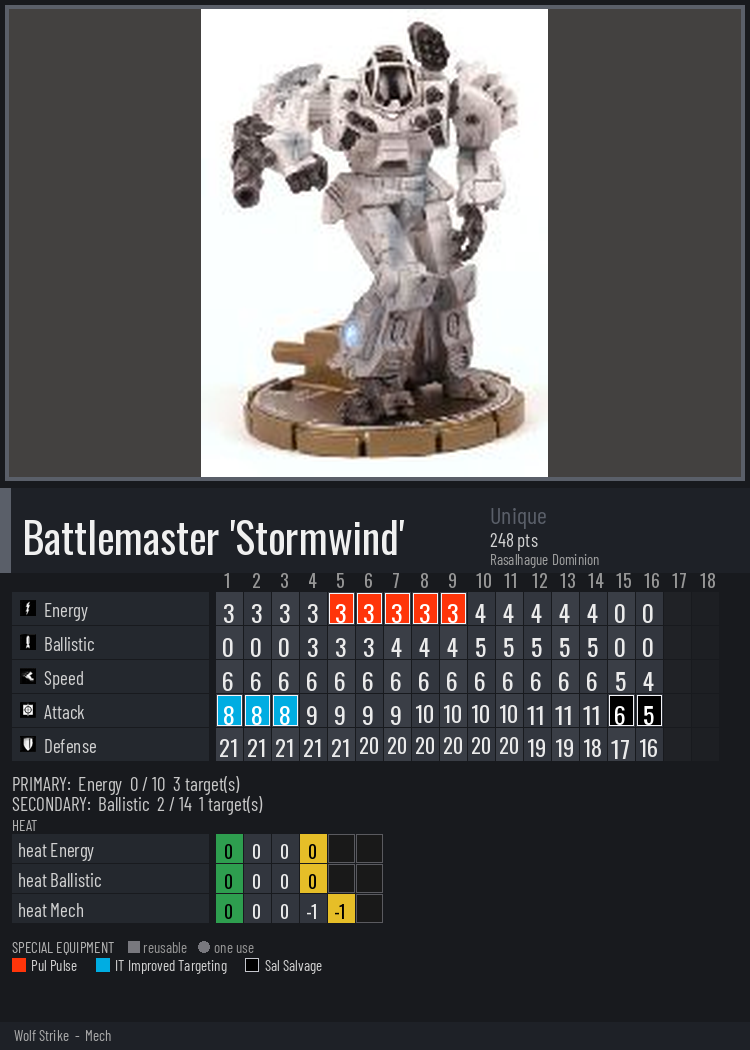 Battlemaster 'Stormwind'
Unique
248 pts
Rasalhague Dominion
1 2 3 4 5 6 7 8 9 10 11 12 13 14 15 16 17 18
Energy 3 3 3 3 3 3 3 3 3 4 4 4 4 4 0 0
Ballistic 0 0 0 3 3 3 4 4 4 5 5 5 5 5 0 0
Speed 6 6 6 6 6 6 6 6 6 6 6 6 6 6 5 4
Attack 8 8 8 9 9 9 9 10 10 10 10 11 11 11 6 5
Defense 21 21 21 21 21 20 20 20 20 20 20 19 19 18 17 16
PRIMARY: Energy 0 / 10 3 target(s)
SECONDARY: Ballistic 2 / 14 1 target(s)
HEAT
heat Energy 0 0 0 0
heat Ballistic 0 0 0 0
heat Mech 0 0 0 -1 -1
SPECIAL EQUIPMENT reusable one use
Pul Pulse IT Improved Targeting Sal Salvage
Wolf Strike - Mech